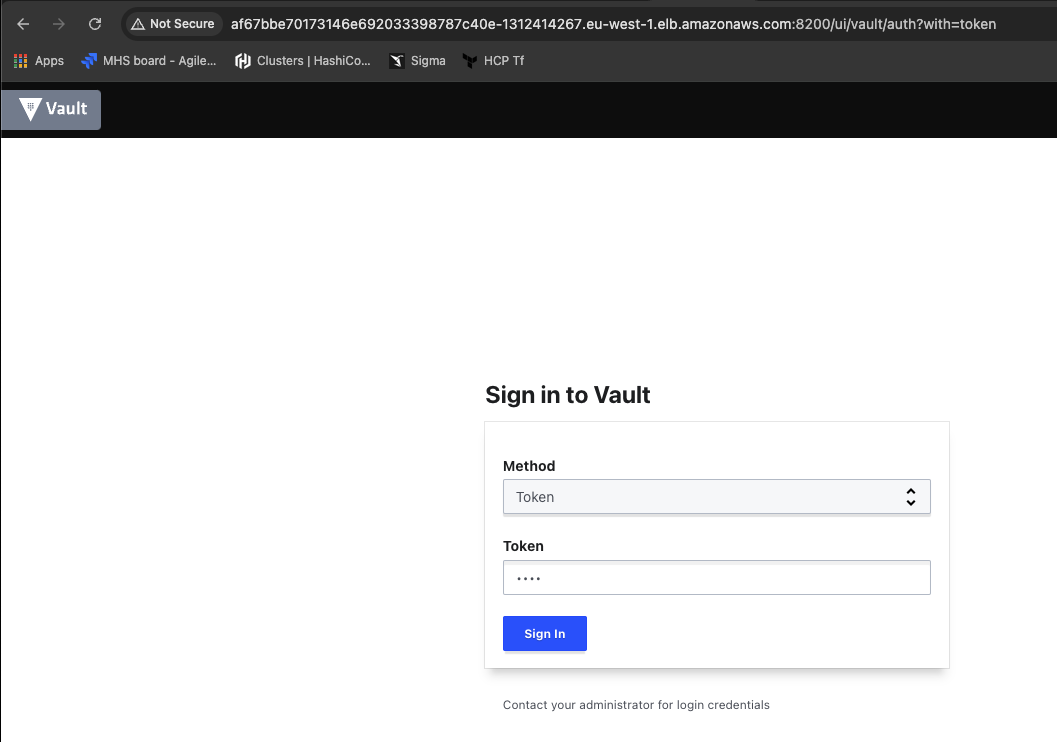 Not Secure af67bbe70173146e692033398787c40e-1312414267.eu-west-1.elb.amazonaws.com:8200/ui/vault/auth?with=token
Apps MHS board - Agile... Clusters | HashiCo... Sigma HCP Tf
Vault
Sign in to Vault
Method
Token
Token
••••
Sign In
Contact your administrator for login credentials